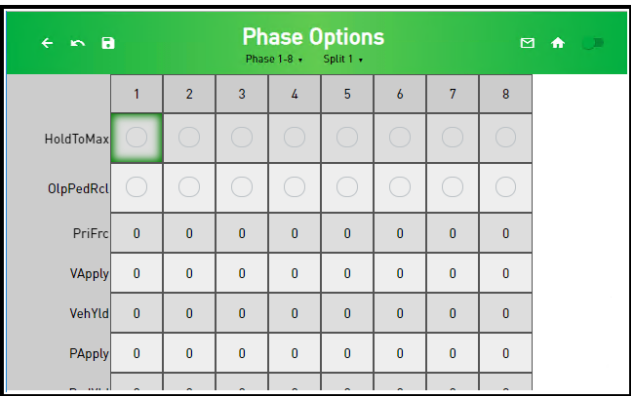 Phase Options
Phase 1-8 Split 1
1 2 3 4 5 6 7 8
HoldToMax
OlpPedRcl
PriFrc 0 0 0 0 0 0 0 0
VApply 0 0 0 0 0 0 0 0
VehYld 0 0 0 0 0 0 0 0
PApply 0 0 0 0 0 0 0 0